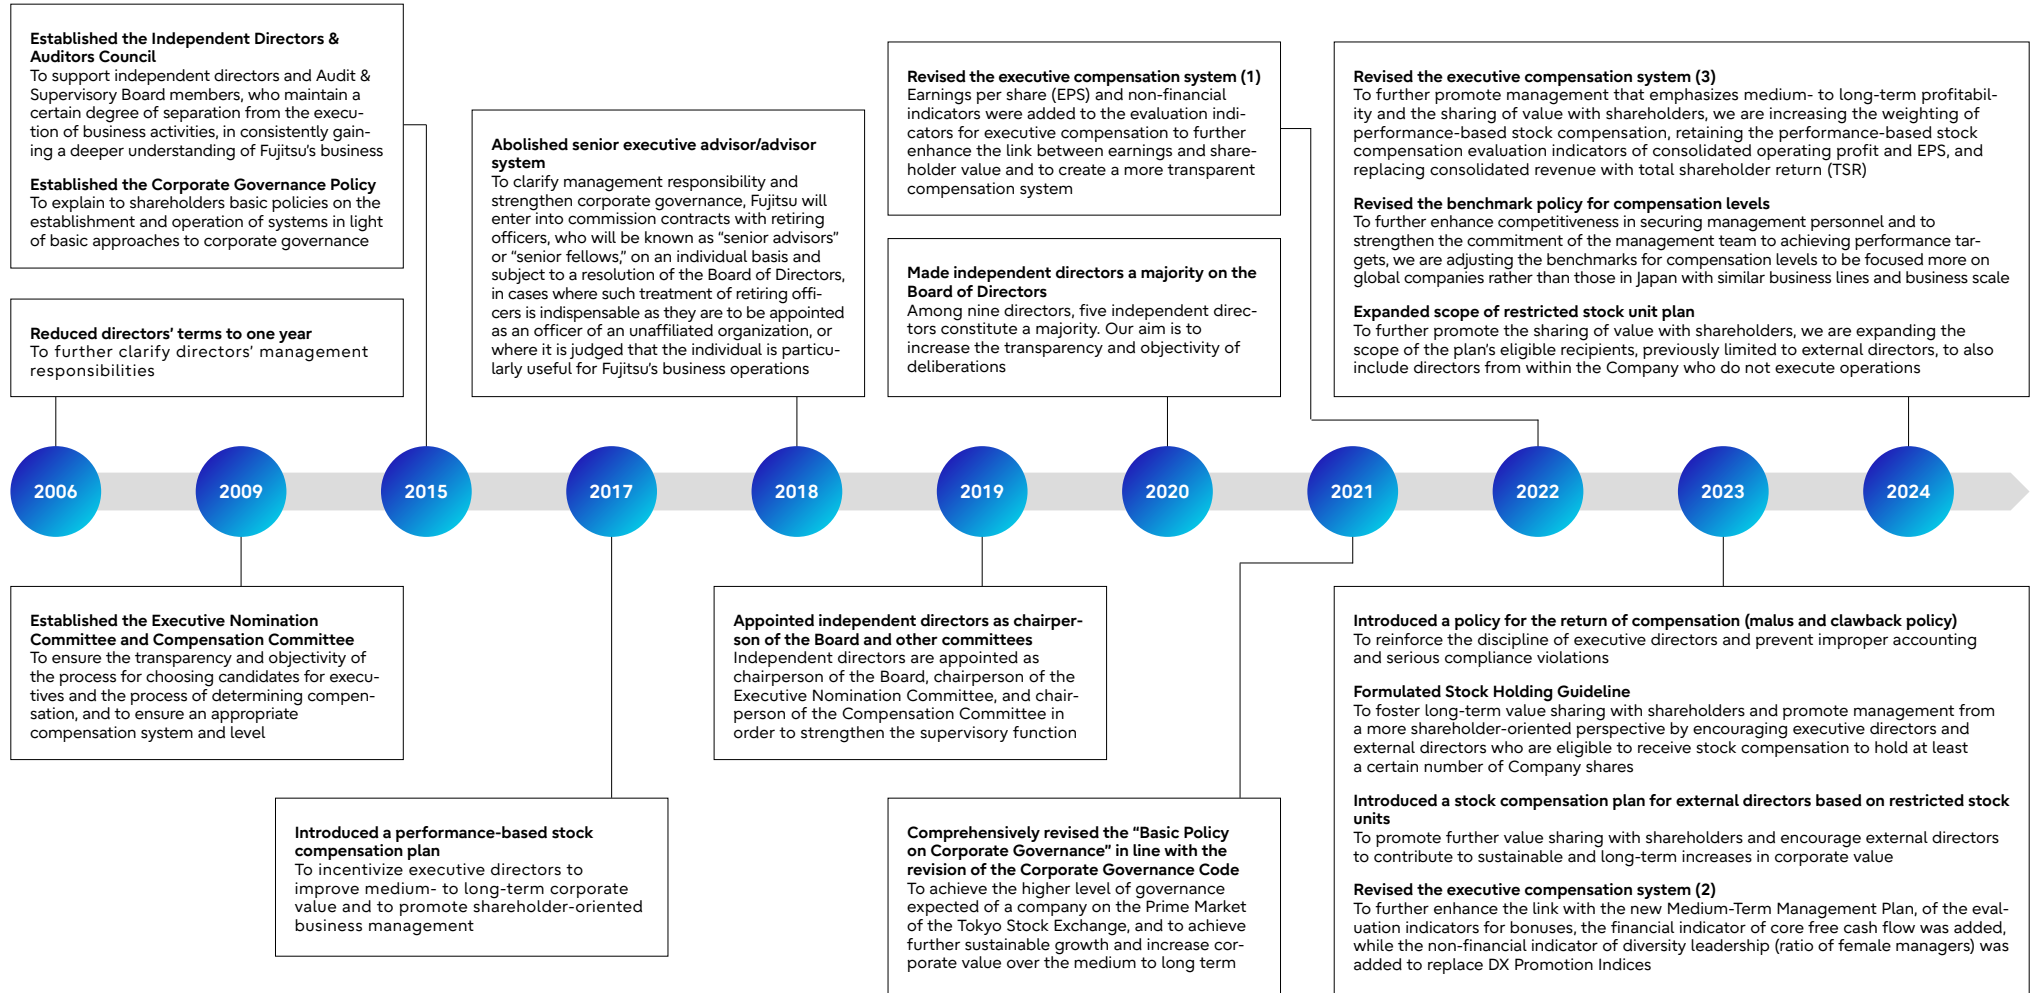 Established the Independent Directors &
Auditors Council
To support independent directors and Audit &
Supervisory Board members, who maintain a
certain degree of separation from the execu-
tion of business activities, in consistently gain-
ing a deeper understanding of Fujitsu's business
Established the Corporate Governance Policy
To explain to shareholders basic policies on the
establishment and operation of systems in light
of basic approaches to corporate governance
Reduced directors' terms to one year
To further clarify directors' management
responsibilities
Abolished senior executive advisor/advisor
system
To clarify management responsibility and
strengthen corporate governance, Fujitsu will
enter into commission contracts with retiring
officers, who will be known as “senior advisors”
or “senior fellows,” on an individual basis and
subject to a resolution of the Board of Directors,
in cases where such treatment of retiring offi-
cers is indispensable as they are to be appointed
as an officer of an unaffiliated organization, or
where it is judged that the individual is particu-
larly useful for Fujitsu's business operations
Revised the executive compensation system (1)
Earnings per share (EPS) and non-financial
indicators were added to the evaluation indi-
cators for executive compensation to further
enhance the link between earnings and share-
holder value and to create a more transparent
compensation system
Made independent directors a majority on the
Board of Directors
Among nine directors, five independent direc-
tors constitute a majority. Our aim is to
increase the transparency and objectivity of
deliberations
Revised the executive compensation system (3)
To further promote management that emphasizes medium- to long-term profitabil-
ity and the sharing of value with shareholders, we are increasing the weighting of
performance-based stock compensation, retaining the performance-based stock
compensation evaluation indicators of consolidated operating profit and EPS, and
replacing consolidated revenue with total shareholder return (TSR)
Revised the benchmark policy for compensation levels
To further enhance competitiveness in securing management personnel and to
strengthen the commitment of the management team to achieving performance tar-
gets, we are adjusting the benchmarks for compensation levels to be focused more on
global companies rather than those in Japan with similar business lines and business scale
Expanded scope of restricted stock unit plan
To further promote the sharing of value with shareholders, we are expanding the
scope of the plan's eligible recipients, previously limited to external directors, to also
include directors from within the Company who do not execute operations
2006
2009
2015
2017
2018
2019
2020
2021
2022
2023
2024
Established the Executive Nomination
Committee and Compensation Committee
To ensure the transparency and objectivity of
the process for choosing candidates for execu-
tives and the process of determining compen-
sation, and to ensure an appropriate
compensation system and level
Introduced a performance-based stock
compensation plan
To incentivize executive directors to
improve medium- to long-term corporate
value and to promote shareholder-oriented
business management
Appointed independent directors as chairper-
son of the Board and other committees
Independent directors are appointed as
chairperson of the Board, chairperson of the
Executive Nomination Committee, and chair-
person of the Compensation Committee in
order to strengthen the supervisory function
Comprehensively revised the “Basic Policy
on Corporate Governance” in line with the
revision of the Corporate Governance Code
To achieve the higher level of governance
expected of a company on the Prime Market
of the Tokyo Stock Exchange, and to achieve
further sustainable growth and increase cor-
porate value over the medium to long term
Introduced a policy for the return of compensation (malus and clawback policy)
To reinforce the discipline of executive directors and prevent improper accounting
and serious compliance violations
Formulated Stock Holding Guideline
To foster long-term value sharing with shareholders and promote management from
a more shareholder-oriented perspective by encouraging executive directors and
external directors who are eligible to receive stock compensation to hold at least
a certain number of Company shares
Introduced a stock compensation plan for external directors based on restricted stock
units
To promote further value sharing with shareholders and encourage external directors
to contribute to sustainable and long-term increases in corporate value
Revised the executive compensation system (2)
To further enhance the link with the new Medium-Term Management Plan, of the eval-
uation indicators for bonuses, the financial indicator of core free cash flow was added,
while the non-financial indicator of diversity leadership (ratio of female managers) was
added to replace DX Promotion Indices